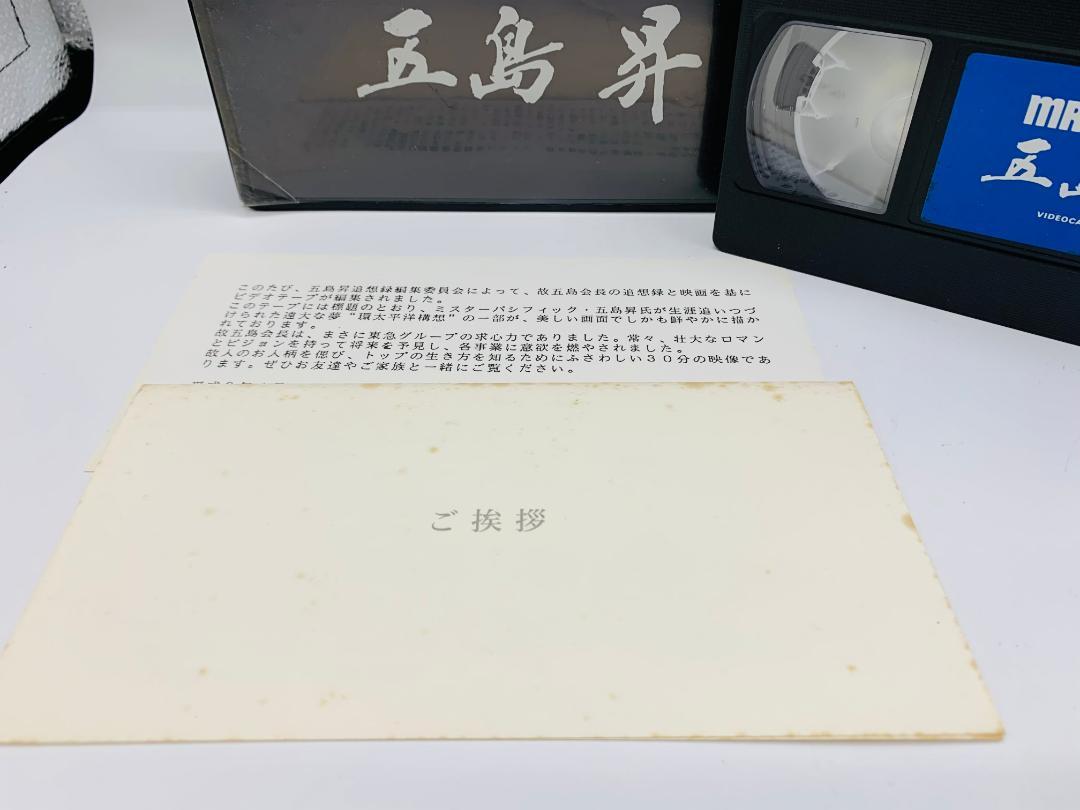 五島 昇
MR
五島
VIDEOCA
このたび、五島昇追想録編集委員会によって、故五島会長の追想録と映画を基に
ビデオテープが編集されました。
このテープには標題のとおり、ミスターパシフィック・五島昇氏が生涯追いつづ
けられた遠大な夢“環太平洋構想”の一部が、美しい画面でしかも鮮やかに描か
れております。
故五島会長は、まさに東急グループの求心力でありました。常々、壮大なロマン
とビジョンを持って将来を予見し、各事業に意欲を燃やされました。
故人のお人柄を偲び、トップの生き方を知るためにふさわしい30分の映像であ
ります。ぜひお友達やご家族と一緒にご覧ください。
ご挨拶